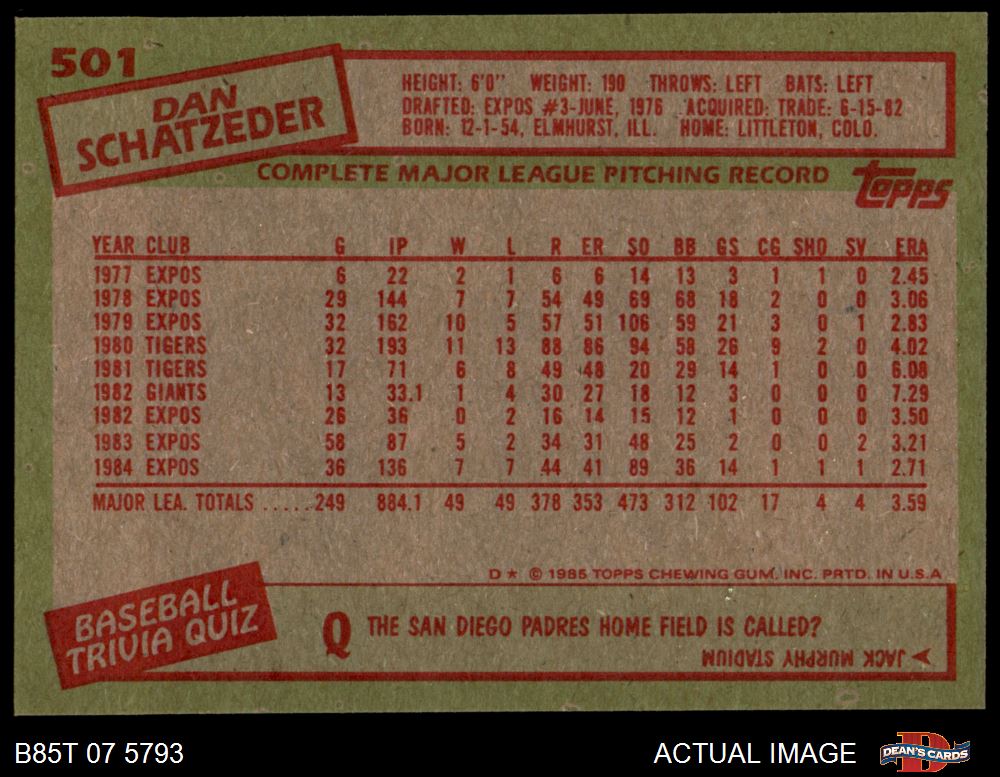 501
DAN
SCHATZEDER
HEIGHT: 6'0" WEIGHT: 190 THROWS: LEFT BATS: LEFT
DRAFTED: EXPOS #3-JUNE, 1976 ACQUIRED: TRADE: 6-15-82
BORN: 12-1-54, ELMHURST, ILL. HOME: LITTLETON, COLO.
COMPLETE MAJOR LEAGUE PITCHING RECORD
topps
YEAR CLUB G IP W L R ER SO BB GS CG SHO SV ERA
1977 EXPOS 6 22 2 1 6 6 14 13 3 1 1 0 2.45
1978 EXPOS 29 144 7 7 54 49 69 68 18 2 0 0 3.06
1979 EXPOS 32 162 10 5 57 51 106 59 21 3 0 1 2.83
1980 TIGERS 32 193 11 13 88 86 94 58 26 9 2 0 4.02
1981 TIGERS 17 71 6 8 49 48 20 29 14 1 0 0 6.08
1982 GIANTS 13 33.1 1 4 30 27 18 12 3 0 0 0 7.29
1982 EXPOS 26 36 0 2 16 14 15 12 1 0 0 0 3.50
1983 EXPOS 58 87 5 2 34 31 48 25 2 0 0 2 3.21
1984 EXPOS 36 136 7 7 44 41 89 36 14 1 1 1 2.71
MAJOR LEA. TOTALS ..... 249 884.1 49 49 378 353 473 312 102 17 4 4 3.59
D * © 1985 TOPPS CHEWING GUM, INC. PRTD. IN U.S.A
BASEBALL
TRIVIA QUIZ
Q THE SAN DIEGO PADRES HOME FIELD IS CALLED?
JACK MURPHY STADIUM
B85T 07 5793
ACTUAL IMAGE
D
DEAN'S CARDS